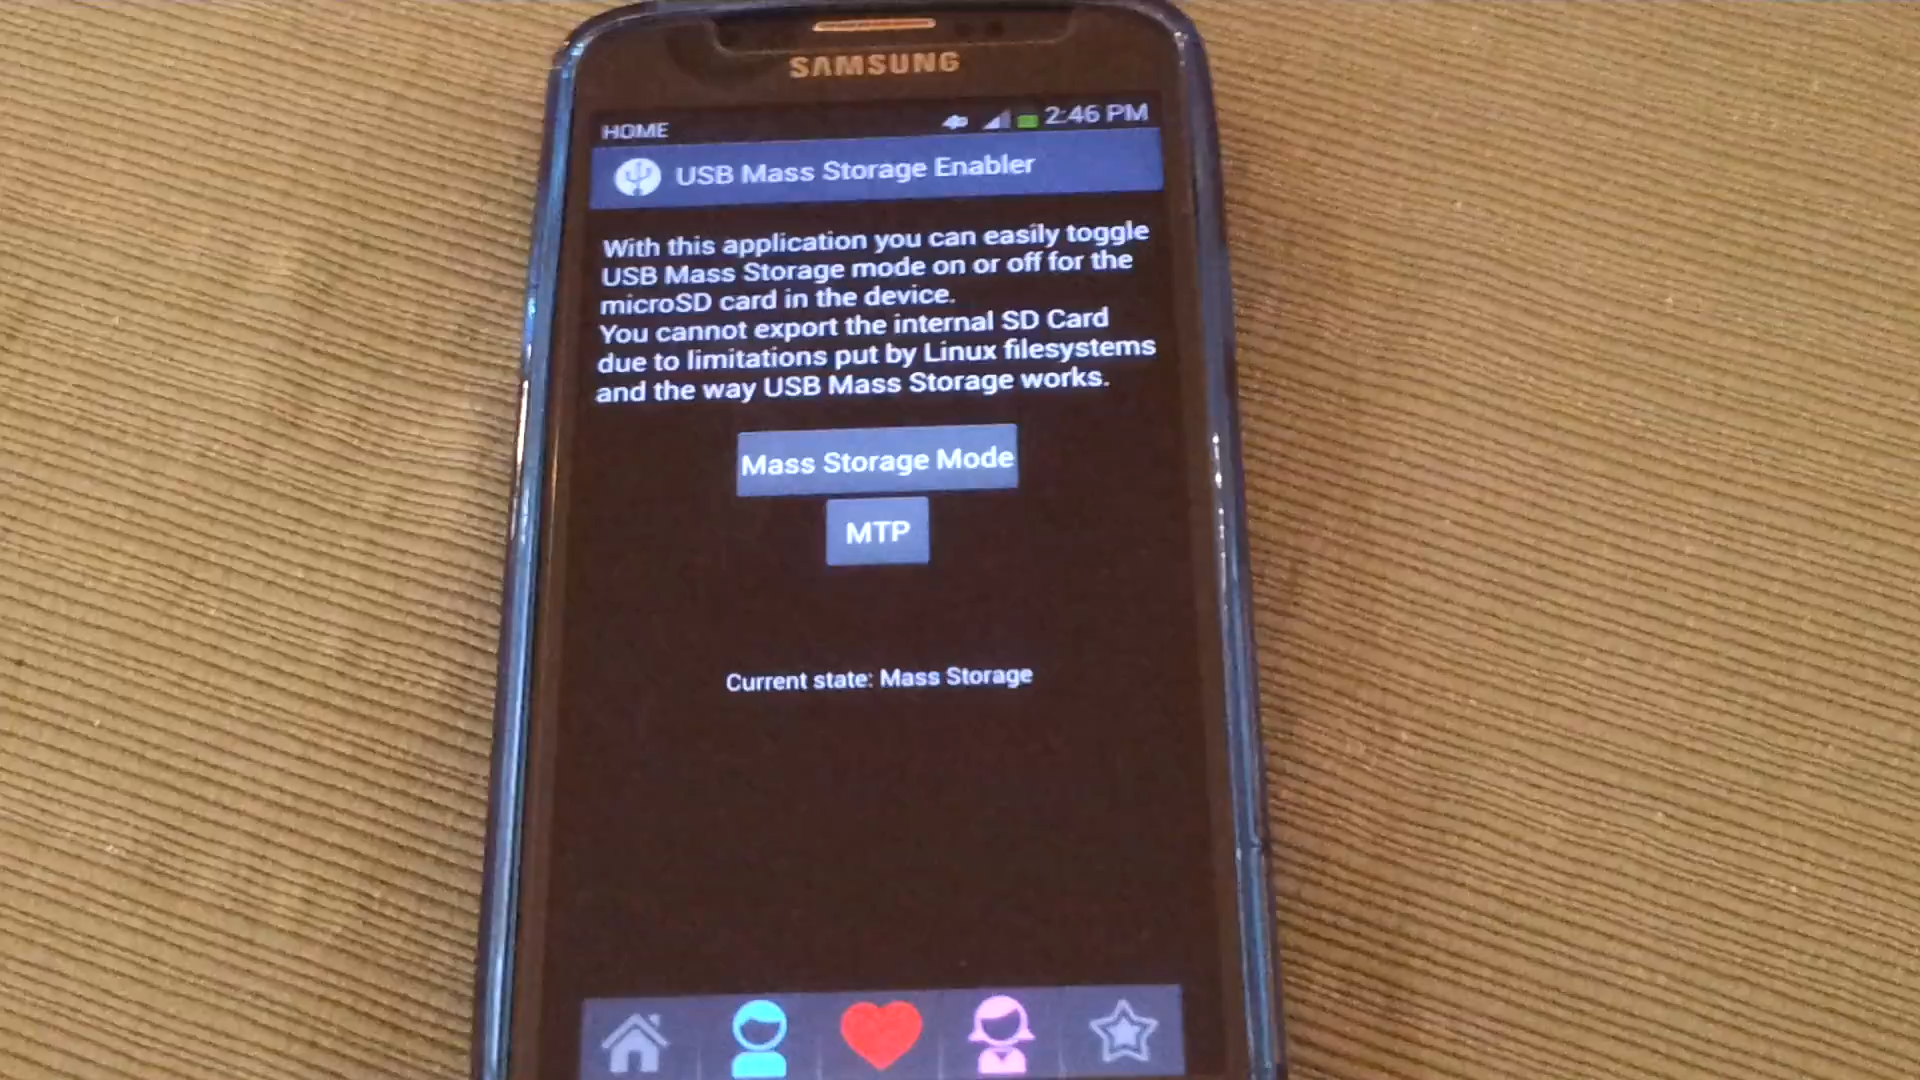 SAMSUNG
HOME
2:46 PM
USB Mass Storage Enabler
With this application you can easily toggle
USB Mass Storage mode on or off for the
microSD card in the device.
You cannot export the internal SD Card
due to limitations put by Linux filesystems
and the way USB Mass Storage works.
Mass Storage Mode
MTP
Current state: Mass Storage